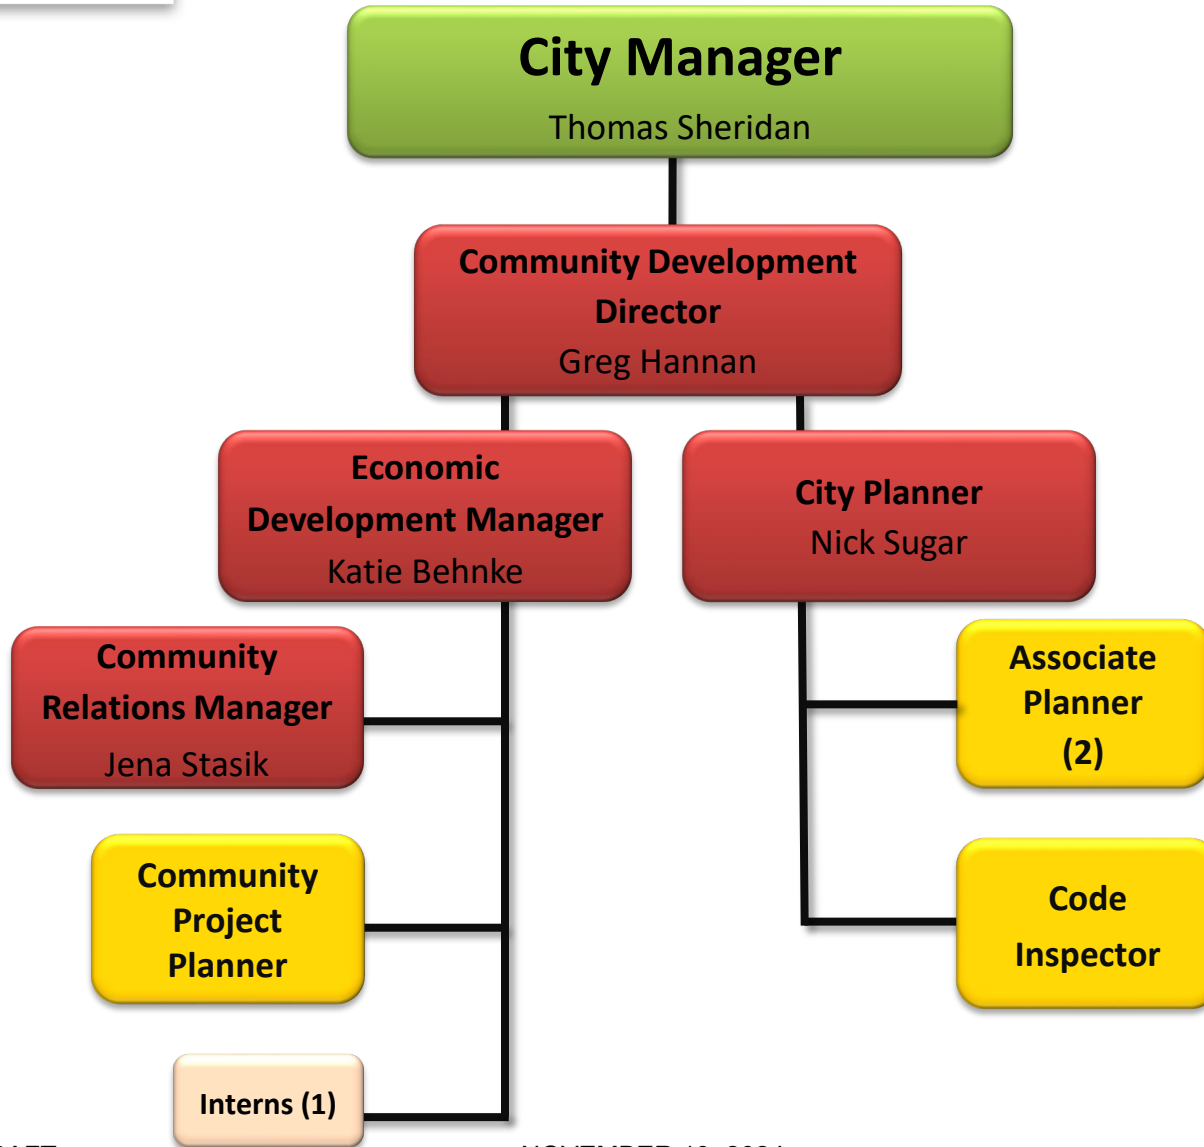 City Manager
Thomas Sheridan
Community Development
Director
Greg Hannan
Economic
Development Manager
Katie Behnke
City Planner
Nick Sugar
Community
Relations Manager
Jena Stasik
Associate
Planner
(2)
Community
Project
Planner
Code
Inspector
Interns (1)